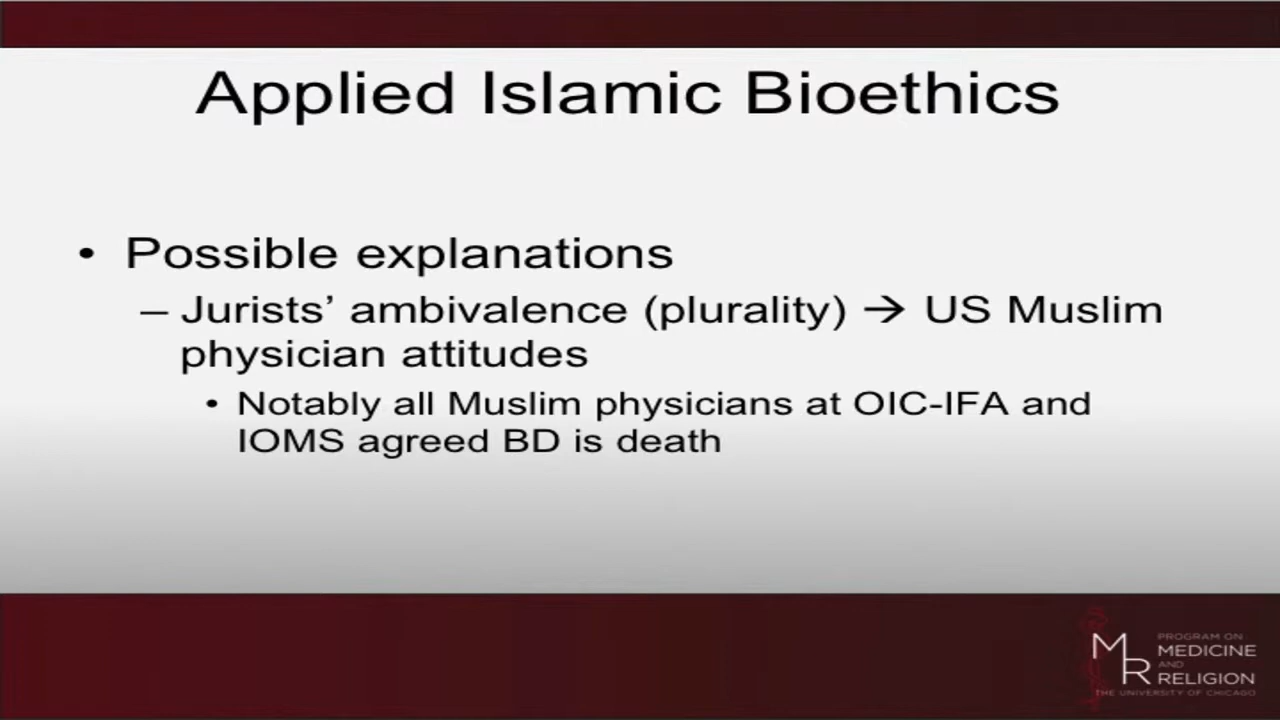 Applied Islamic Bioethics
• Possible explanations
– Jurists’ ambivalence (plurality) → US Muslim
physician attitudes
• Notably all Muslim physicians at OIC-IFA and
IOMS agreed BD is death
MR
PROGRAM ON
MEDICINE
AND
RELIGION
THE UNIVERSITY OF CHICAGO